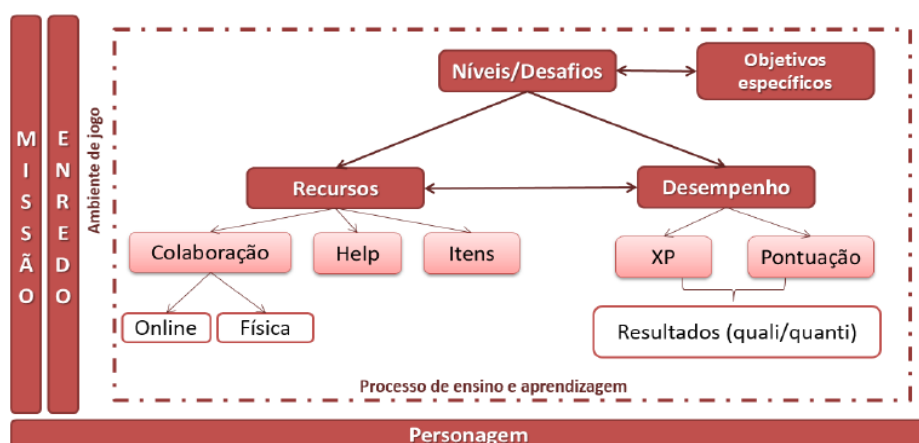 MISSÃO
ENREDO
Ambiente de jogo
Níveis/Desafios
Objetivos
específicos
Recursos
Desempenho
Colaboração
Help
Itens
XP
Pontuação
Online
Física
Resultados (quali/quanti)
Processo de ensino e aprendizagem
Personagem